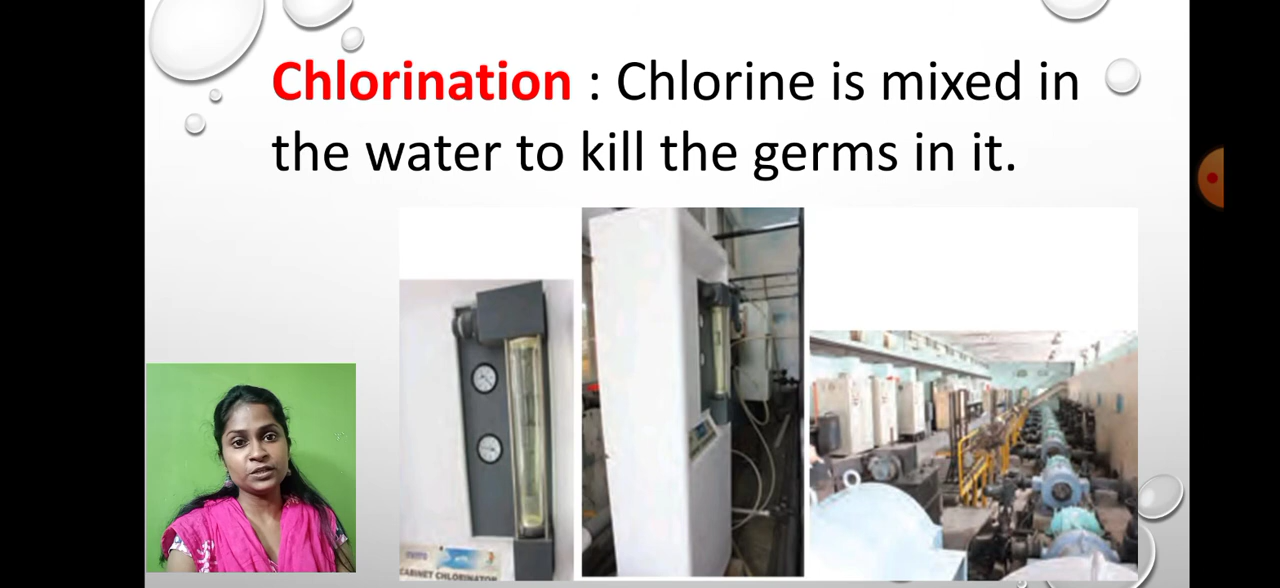 Chlorination : Chlorine is mixed in
the water to kill the germs in it.
CABINET CHLORINATOR